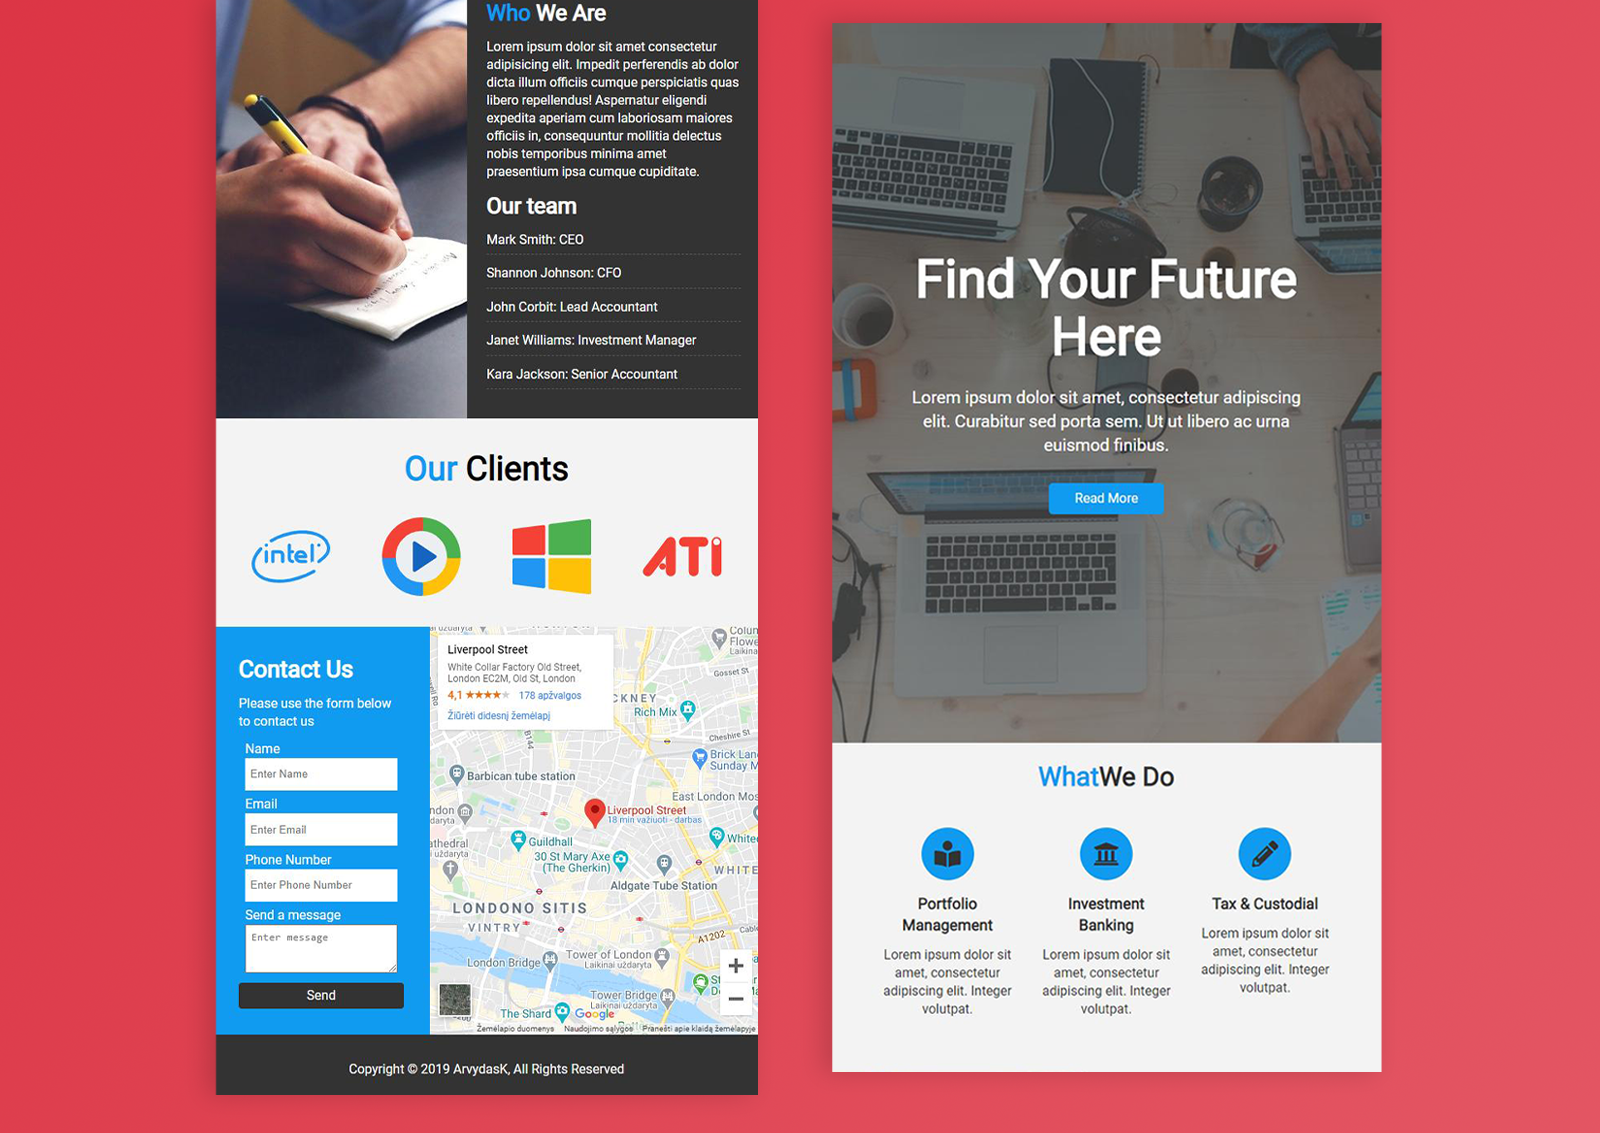 Who We Are
Lorem ipsum dolor sit amet consectetur
adipisicing elit. Impedit perferendis ab dolor
dicta illum officiis cumque perspiciatis quas
libero repellendus! Aspernatur eligendi
expedita aperiam cum laboriosam maiores
officiis in, consequuntur mollitia delectus
nobis temporibus minima amet
praesentium ipsa cumque cupiditate.
Our team
Mark Smith: CEO
Shannon Johnson: CFO
John Corbit: Lead Accountant
Janet Williams: Investment Manager
Kara Jackson: Senior Accountant
Our Clients
intel
ATI
Contact Us
Please use the form below
to contact us
Name
Enter Name
Email
Enter Email
Phone Number
Enter Phone Number
Send a message
Enter message
Send
Liverpool Street
White Collar Factory Old Street,
London EC2M, Old St, London
4,1 ★★★★★ 178 apžvalgos
Žiūrėti didesnį žemėlapį
CKNEY
Rich Mix
Gosset St
Cheshire St
B144
Brick Lan
Sunday M
Barbican tube station
East London Mos
Liverpool Street
18 min važiuoti - darbas
Guildhall
30 St Mary Axe
(The Gherkin)
White
WHITE
Aldgate Tube Station
LONDONO SITIS
VINTRY
A1202
London Bridge
Tower of London
Laikinai uždaryta
Tower Bridge
Laikinai uždaryta
The Shard
Google
Žemėlapio duomenys Naudojimo sąlygos Pranešti apie klaidą žemėlapyje
Copyright © 2019 ArvydasK, All Rights Reserved
Find Your Future
Here
Lorem ipsum dolor sit amet, consectetur adipiscing
elit. Curabitur sed porta sem. Ut ut libero ac urna
euismod finibus.
Read More
WhatWe Do
Portfolio
Management
Lorem ipsum dolor sit
amet, consectetur
adipiscing elit. Integer
volutpat.
Investment
Banking
Lorem ipsum dolor sit
amet, consectetur
adipiscing elit. Integer
volutpat.
Tax & Custodial
Lorem ipsum dolor sit
amet, consectetur
adipiscing elit. Integer
volutpat.